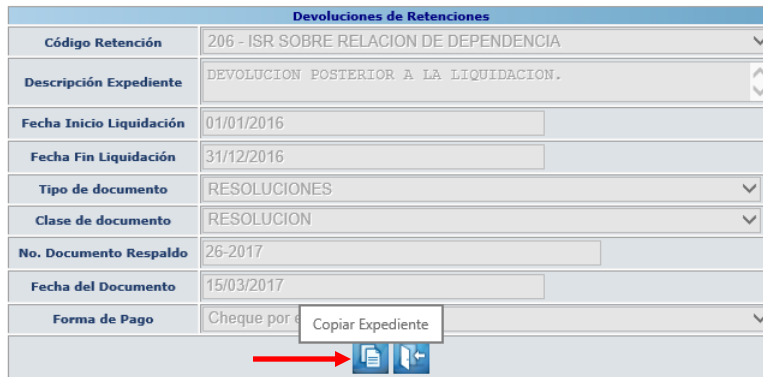 Devoluciones de Retenciones
Código Retención 206 - ISR SOBRE RELACION DE DEPENDENCIA
Descripción Expediente DEVOLUCION POSTERIOR A LA LIQUIDACION.
Fecha Inicio Liquidación 01/01/2016
Fecha Fin Liquidación 31/12/2016
Tipo de documento RESOLUCIONES
Clase de documento RESOLUCION
No. Documento Respaldo 26-2017
Fecha del Documento 15/03/2017
Forma de Pago Cheque por
Copiar Expediente